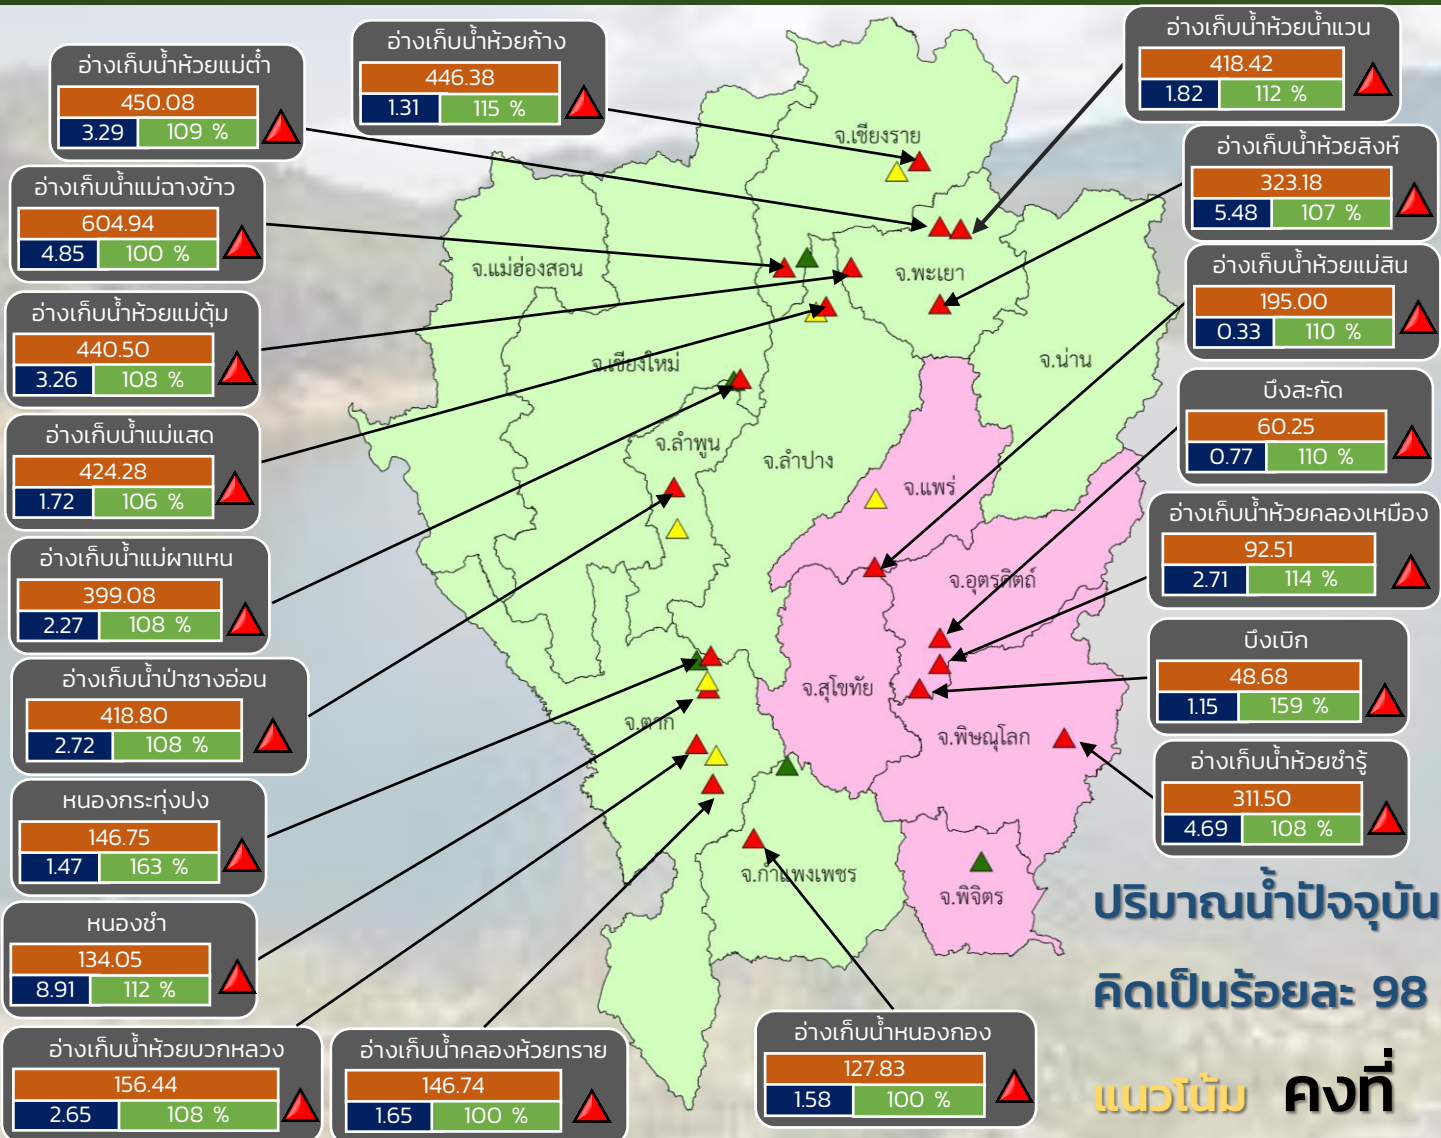 อ่างเก็บน้ำห้วยแม่ต่ำ
450.08
3.29 109 %
อ่างเก็บน้ำห้วยก้าง
446.38
1.31 115 %
อ่างเก็บน้ำห้วยน้ำแวน
418.42
1.82 112 %
อ่างเก็บน้ำแม่ฉางข้าว
604.94
4.85 100 %
อ่างเก็บน้ำห้วยสิงห์
323.18
5.48 107 %
อ่างเก็บน้ำห้วยแม่ตุ้ม
440.50
3.26 108 %
อ่างเก็บน้ำห้วยแม่สิน
195.00
0.33 110 %
อ่างเก็บน้ำแม่แสด
424.28
1.72 106 %
บึงสะกัด
60.25
0.77 110 %
อ่างเก็บน้ำแม่ผาแหน
399.08
2.27 108 %
อ่างเก็บน้ำห้วยคลองเหมือง
92.51
2.71 114 %
อ่างเก็บน้ำป่าซางอ่อน
418.80
2.72 108 %
บึงเบิก
48.68
1.15 159 %
หนองกระทุ่งปง
146.75
1.47 163 %
อ่างเก็บน้ำห้วยซำรู้
311.50
4.69 108 %
หนองชำ
134.05
8.91 112 %
อ่างเก็บน้ำห้วยบวกหลวง
156.44
2.65 108 %
อ่างเก็บน้ำคลองห้วยทราย
146.74
1.65 100 %
อ่างเก็บน้ำหนองกอง
127.83
1.58 100 %
จ.เชียงราย
จ.แม่ฮ่องสอน
จ.พะเยา
จ.น่าน
จ.เชียงใหม่
จ.ลำพูน
จ.ลำปาง
จ.แพร่
จ.อุตรดิตถ์
จ.สุโขทัย
จ.ตาก
จ.พิษณุโลก
จ.กำแพงเพชร
จ.พิจิตร
ปริมาณน้ำปัจจุบัน
คิดเป็นร้อยละ 98
แนวโน้ม คงที่